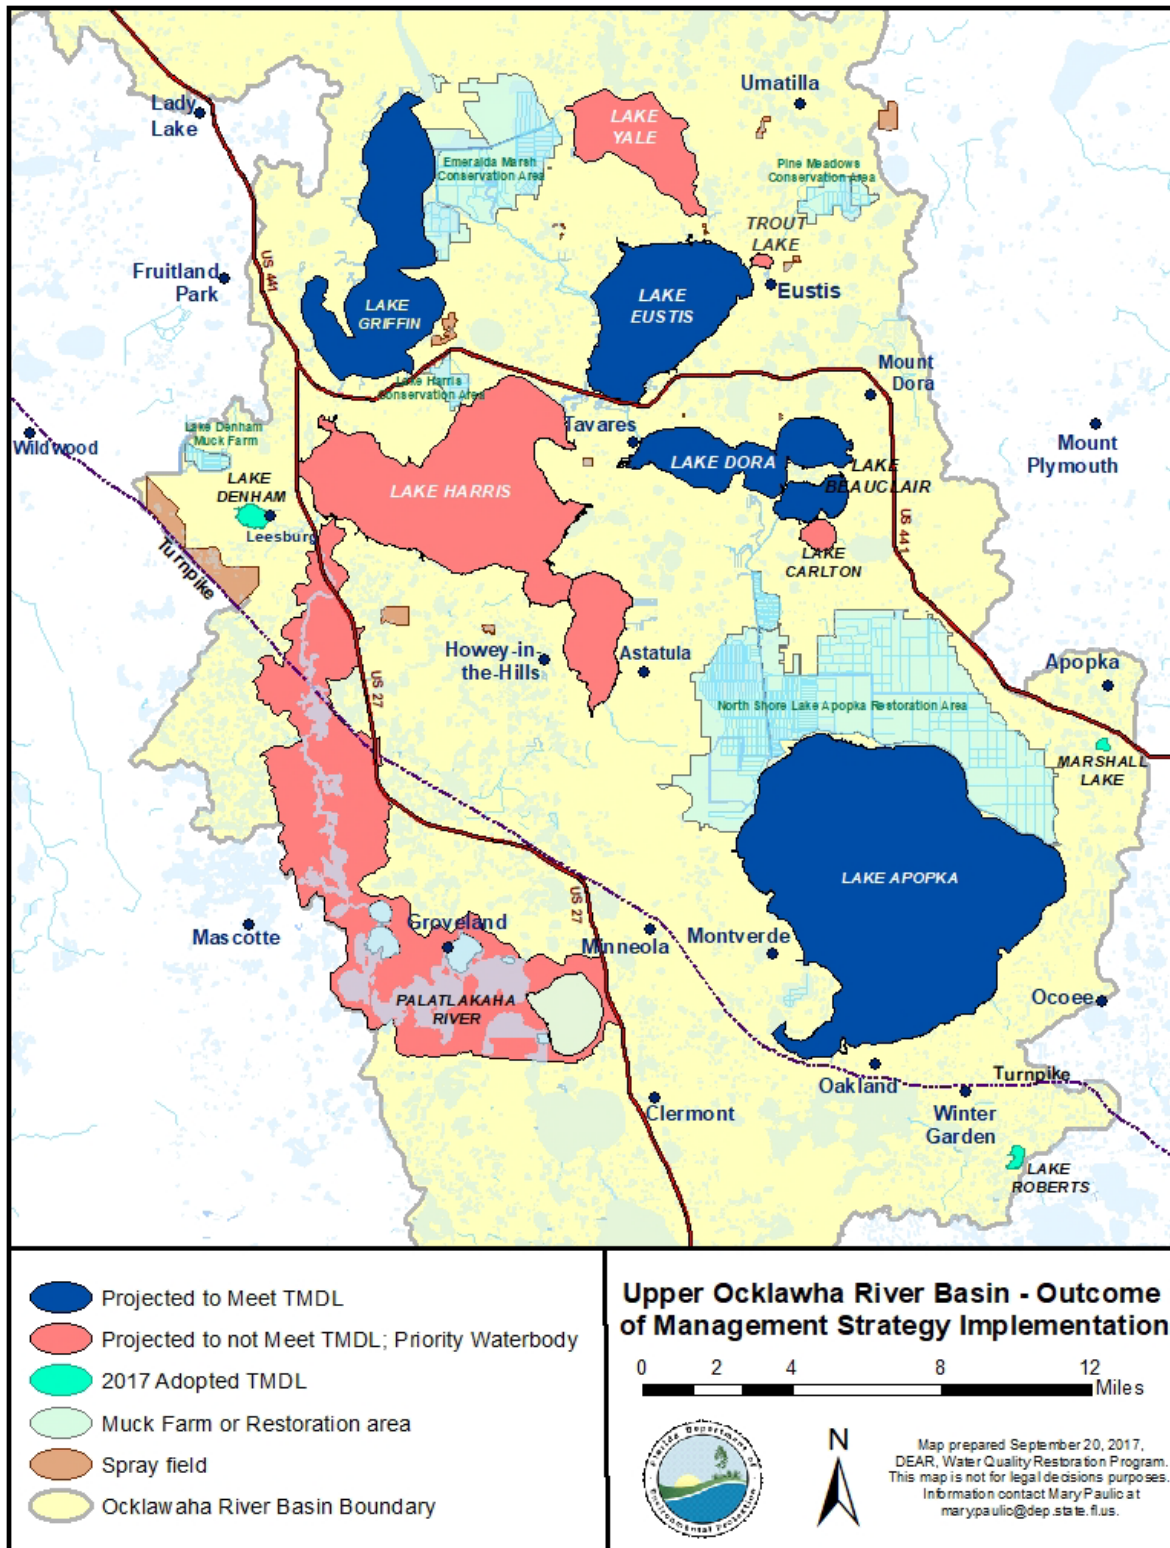 Umatilla
Lady
Lake
LAKE
YALE
Emeralda Marsh
Conservation Area
Pine Meadows
Conservation Area
TROUT
LAKE
US 441
Fruitland
Park
Eustis
LAKE
GRIFFIN
LAKE
EUSTIS
Mount
Dora
Lake Harris
Conservation Area
Lake Denham
Muck Farm
Tavares
Wildwood
Mount
Plymouth
LAKE DORA
LAKE
BEAUCLAIR
LAKE
DENHAM
LAKE HARRIS
Leesburg
US 441
Turnpike
LAKE
CARLTON
Howey-in-
the-Hills
Astatula
Apopka
US 27
North Shore Lake Apopka Restoration Area
MARSHALL
LAKE
LAKE APOPKA
US 27
Mascotte
Groveland
Minneola
Montverde
PALATLAKAHA
RIVER
Ocoee
Turnpike
Oakland
Clermont
Winter
Garden
LAKE
ROBERTS
Projected to Meet TMDL
Projected to not Meet TMDL; Priority Waterbody
2017 Adopted TMDL
Muck Farm or Restoration area
Spray field
Ocklawaha River Basin Boundary
Upper Ocklawaha River Basin - Outcome
of Management Strategy Implementation
0 2 4 8 12
Miles
Florida Department of
Environmental Protection
N
Map prepared September 20, 2017,
DEAR, Water Quality Restoration Program.
This map is not for legal decisions purposes.
Information contact Mary Paulic at
mary.paulic@dep.state.fl.us.